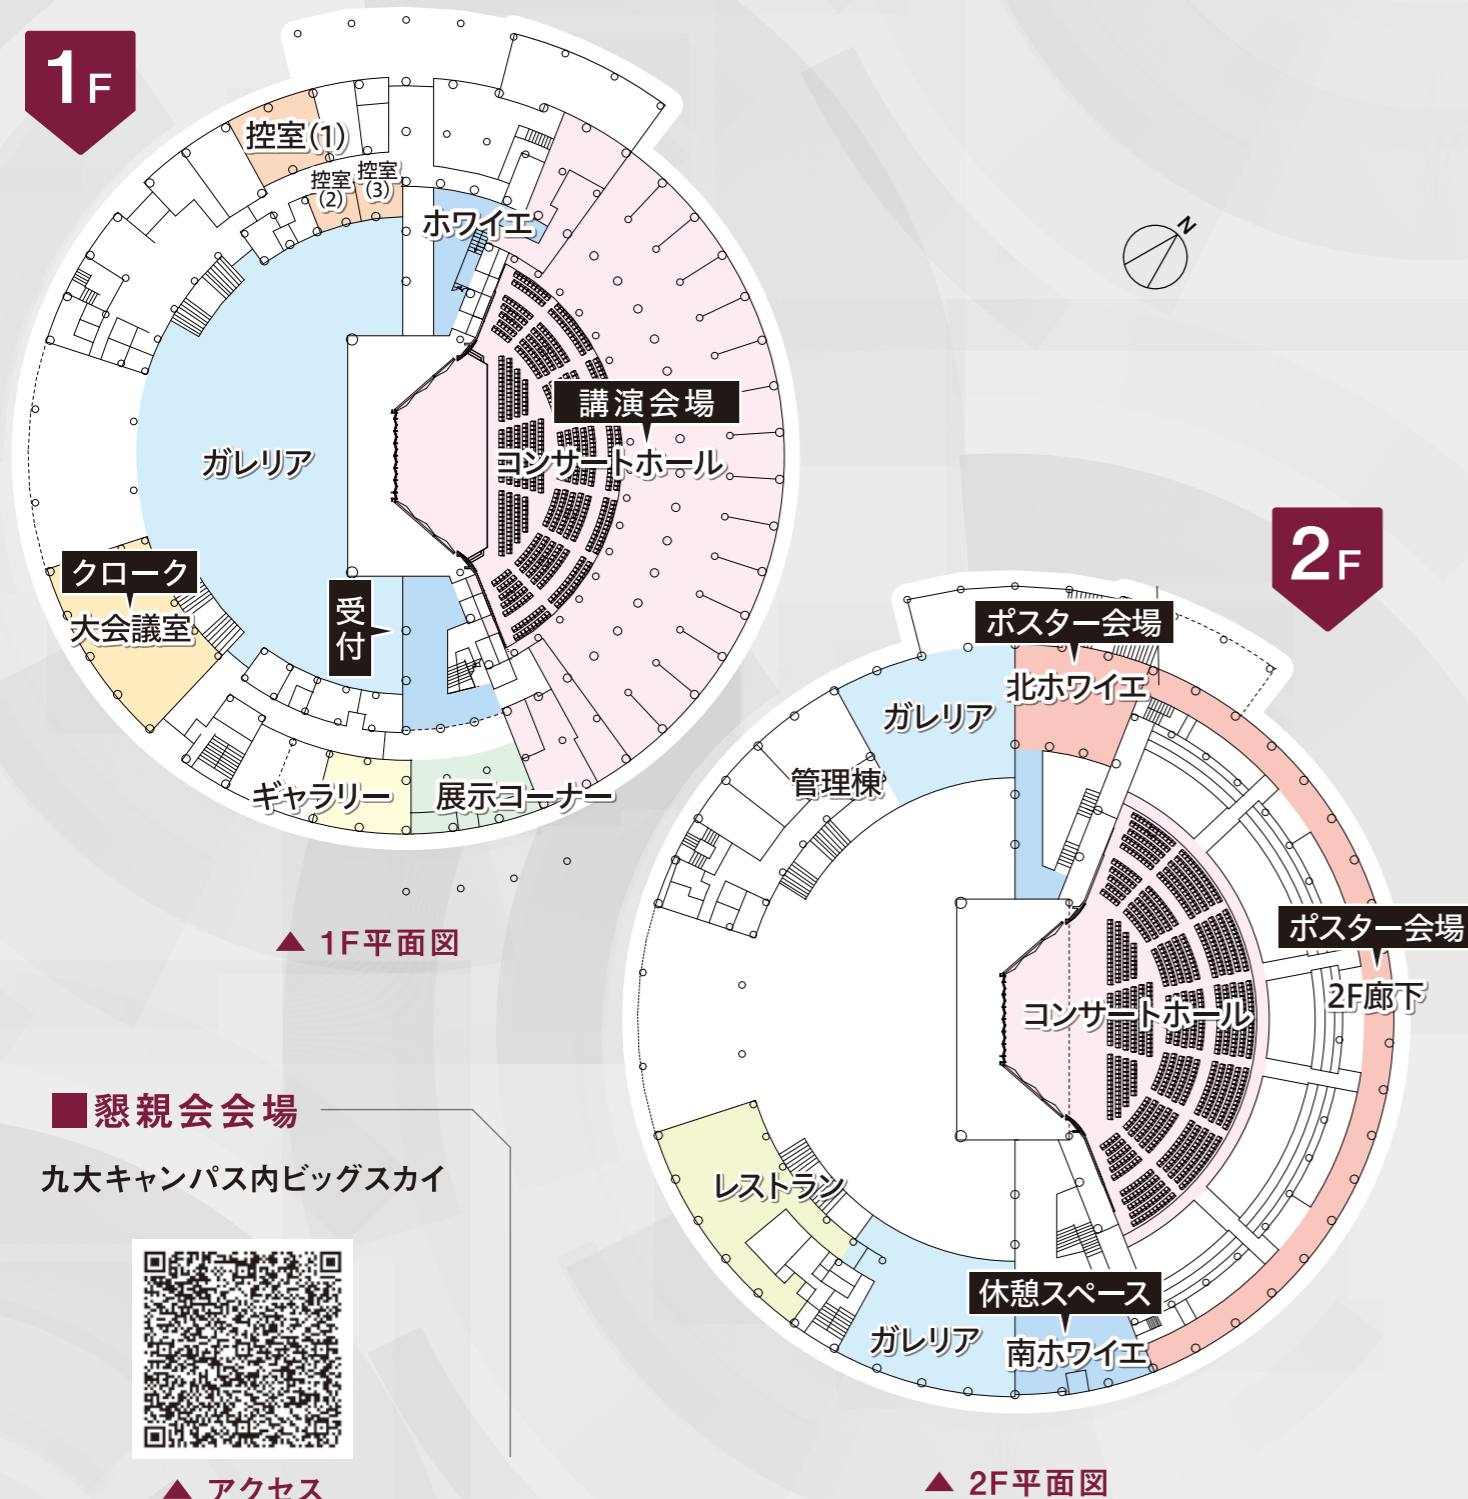 1F
控室(1)
控室
(2)
控室
(3)
ホワイエ
N
講演会場
コンサートホール
ガレリア
クローク
大会議室
受付
ギャラリー
展示コーナー
▲ 1F平面図
2F
ポスター会場
北ホワイエ
ガレリア
管理棟
ポスター会場
2F廊下
コンサートホール
レストラン
休憩スペース
ガレリア
南ホワイエ
▲ 2F平面図
■懇親会会場
九大キャンパス内ビッグスカイ
▲ アクセス